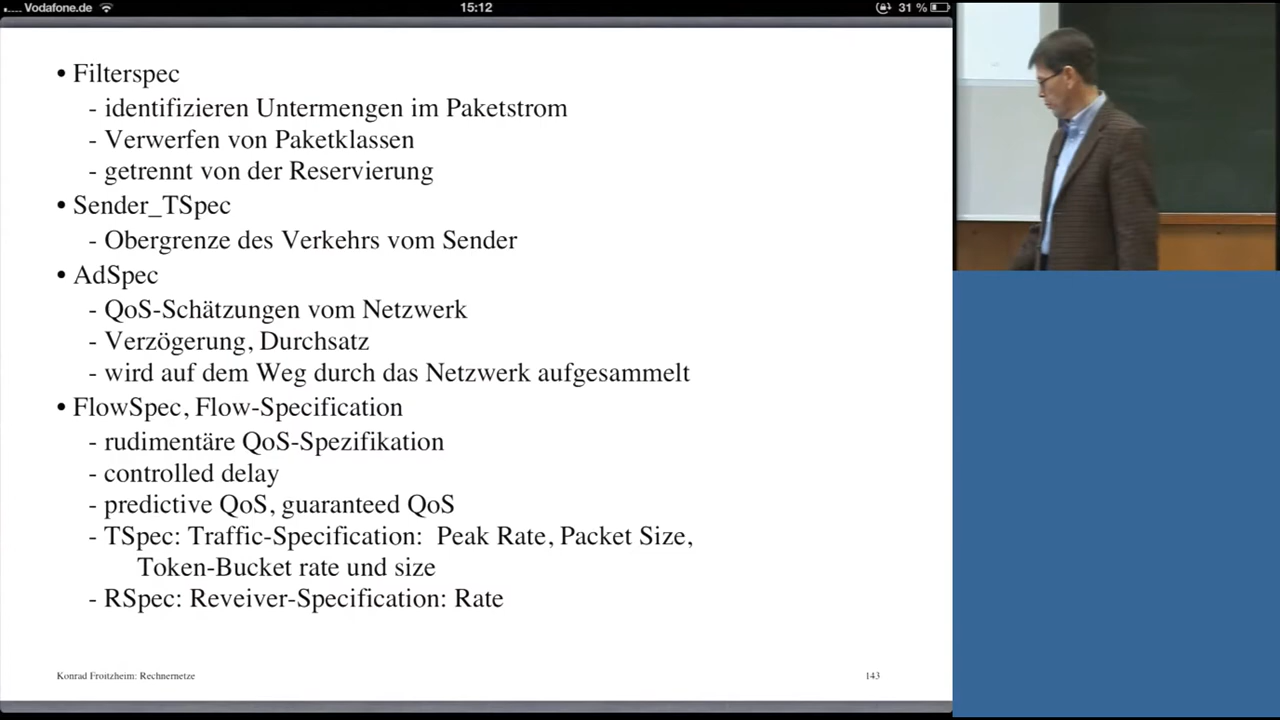 Vodafone.de 15:12 31 %
• Filterspec
- identifizieren Untermengen im Paketstrom
- Verwerfen von Paketklassen
- getrennt von der Reservierung
• Sender_TSpec
- Obergrenze des Verkehrs vom Sender
• AdSpec
- QoS-Schätzungen vom Netzwerk
- Verzögerung, Durchsatz
- wird auf dem Weg durch das Netzwerk aufgesammelt
• FlowSpec, Flow-Specification
- rudimentäre QoS-Spezifikation
- controlled delay
- predictive QoS, guaranteed QoS
- TSpec: Traffic-Specification: Peak Rate, Packet Size,
Token-Bucket rate und size
- RSpec: Reveiver-Specification: Rate
Konrad Froitzheim: Rechnernetze 143